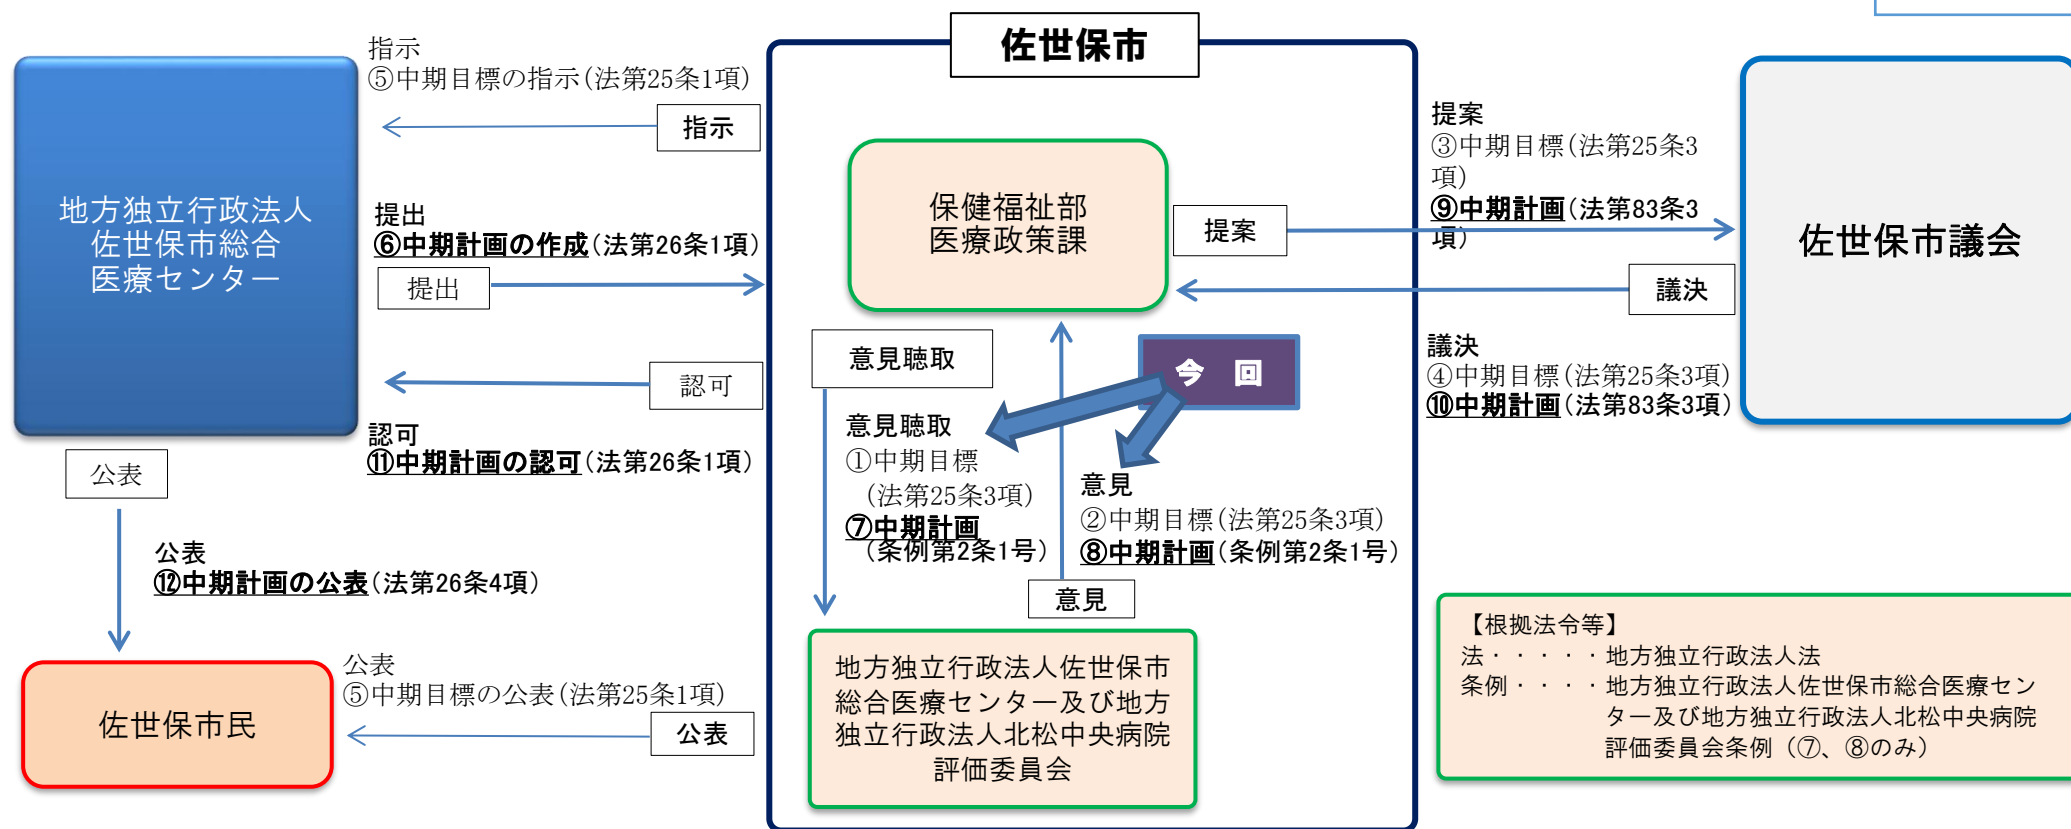 佐世保市
指示
⑤中期目標の指示(法第25条1項)
指示
地方独立行政法人
佐世保市総合
医療センター
提出
⑥中期計画の作成(法第26条1項)
提出
認可
認可
⑪中期計画の認可(法第26条1項)
公表
公表
⑫中期計画の公表(法第26条4項)
佐世保市民
公表
⑤中期目標の公表(法第25条1項)
公表
保健福祉部
医療政策課
意見聴取
今 回
意見聴取
①中期目標
(法第25条3項)
⑦中期計画
(条例第2条1号)
意見
②中期目標(法第25条3項)
⑧中期計画(条例第2条1号)
意見
地方独立行政法人佐世保市
総合医療センター及び地方
独立行政法人北松中央病院
評価委員会
提案
提案
③中期目標(法第25条3
項)
⑨中期計画(法第83条3
項)
議決
議決
④中期目標(法第25条3項)
⑩中期計画(法第83条3項)
佐世保市議会
【根拠法令等】
法・・・・・地方独立行政法人法
条例・・・・地方独立行政法人佐世保市総合医療セン
ター及び地方独立行政法人北松中央病院
評価委員会条例(⑦、⑧のみ)